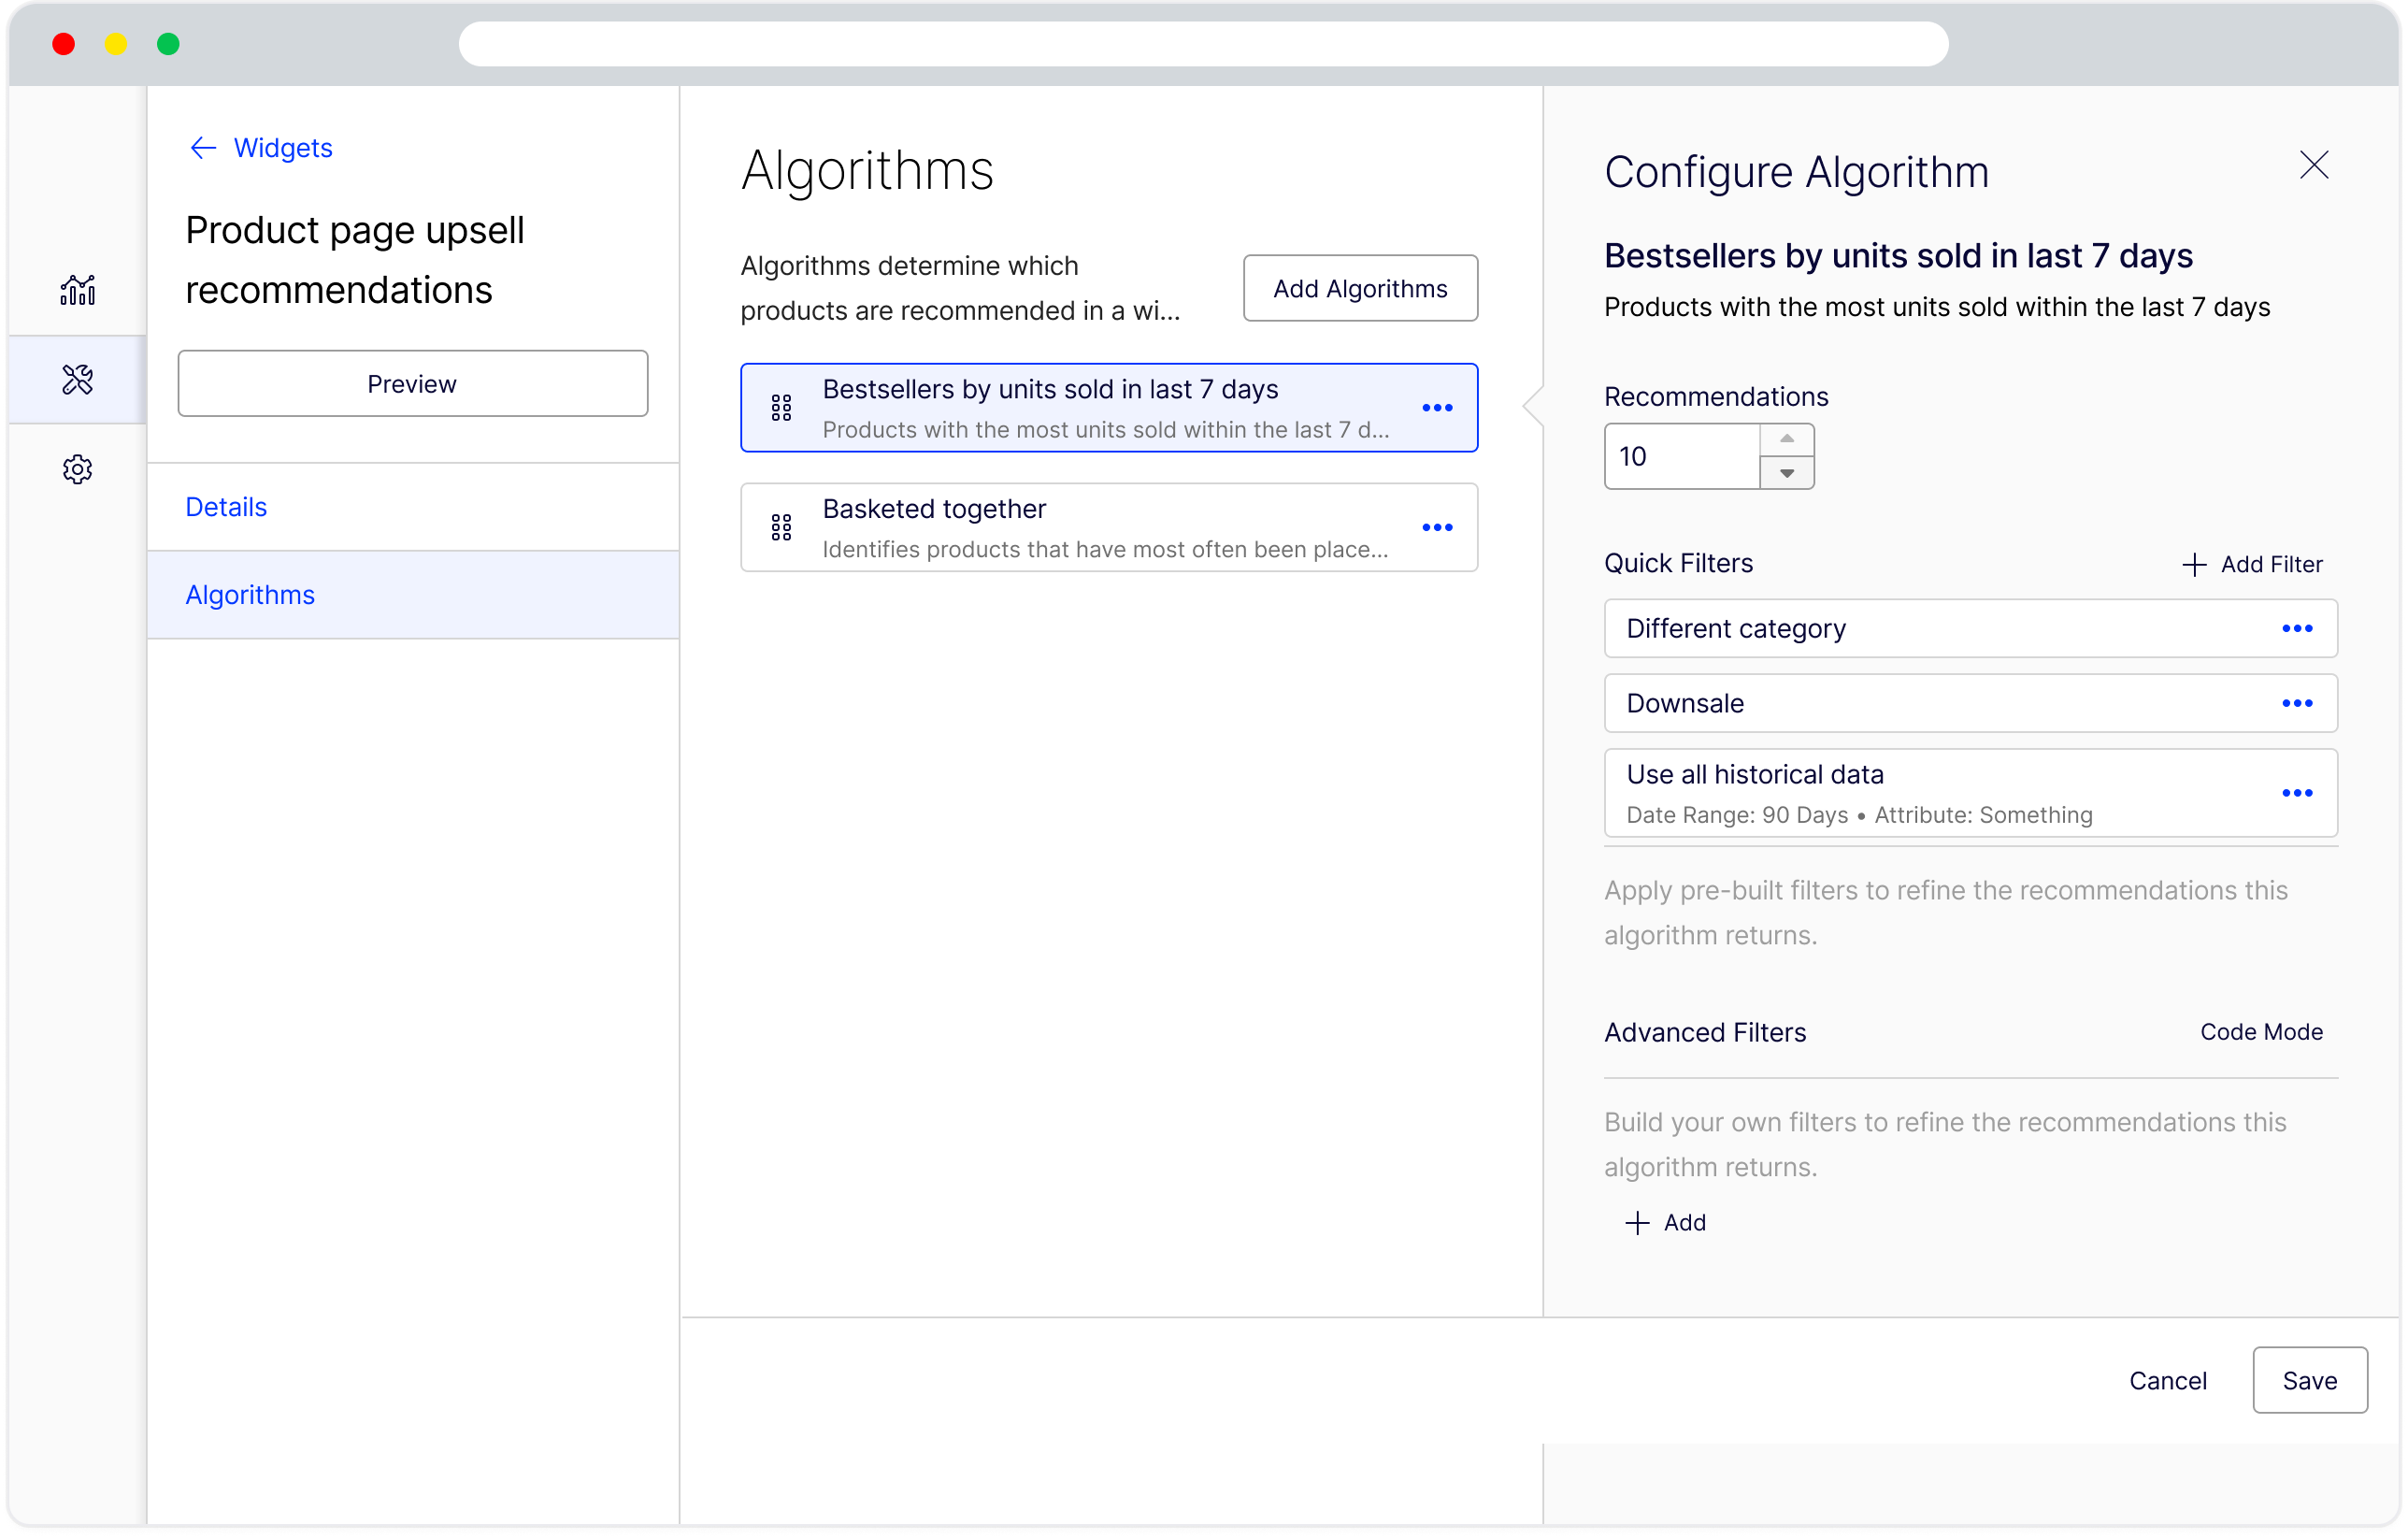 Widgets
Product page upsell
recommendations
Preview
Details
Algorithms
Algorithms
Algorithms determine which
products are recommended in a wi...
Add Algorithms
Bestsellers by units sold in last 7 days
Products with the most units sold within the last 7 d...
Basketed together
Identifies products that have most often been place...
Configure Algorithm
Bestsellers by units sold in last 7 days
Products with the most units sold within the last 7 days
Recommendations
10
Quick Filters
Add Filter
Different category
Downsale
Use all historical data
Date Range: 90 Days • Attribute: Something
Apply pre-built filters to refine the recommendations this
algorithm returns.
Advanced Filters
Code Mode
Build your own filters to refine the recommendations this
algorithm returns.
Add
Cancel
Save